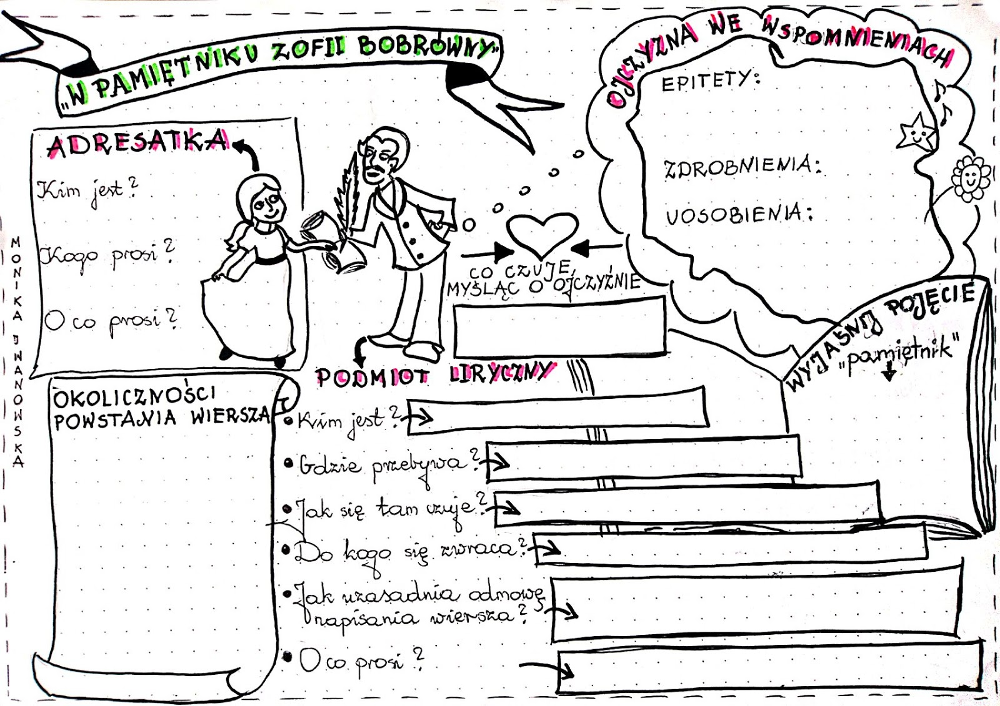 „W PAMIĘTNIKU ZOFII BOBRÓWNY”
OJCZYZNA WE WSPOMNIENIACH
EPITETY:
ZDROBNIENIA:
UOSOBIENIA:
ADRESATKA
Kim jest?
Kogo prosi?
O co prosi?
MONIKA IWANOWSKA
CO CZUJE,
MYŚLĄC O OJCZYŹNIE
WYJAŚNIJ POJĘCIE
"pamiętnik"
PODMIOT LIRYCZNY
OKOLICZNOŚCI
POWSTANIA WIERSZA
• Kim jest?
• Gdzie przebywa?
• Jak się tam czuje?
• Do kogo się zwraca?
• Jak uzasadnia odmowę
napisania wiersza?
• O co prosi?